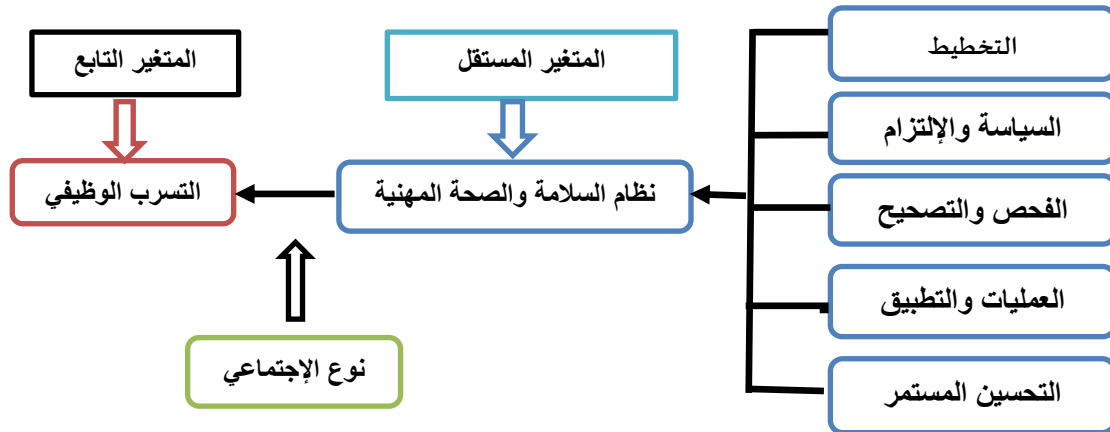 التخطيط
المتغير المستقل
المتغير التابع
السياسة والإلتزام
نظام السلامة والصحة المهنية
التسرب الوظيفي
الفحص والتصحيح
العمليات والتطبيق
نوع الإجتماعي
التحسين المستمر